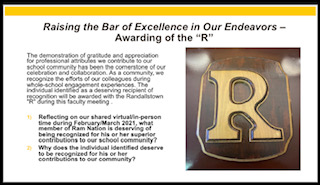 Raising the Bar of Excellence in Our Endeavors –
Awarding of the “R”
The demonstration of gratitude and appreciation
for professional attributes we contribute to our
school community has been the cornerstone of our
celebration and collaboration. As a community, we
recognize the efforts of our colleagues during
whole-school engagement experiences. The
individual identified as a deserving recipient of
recognition will be awarded with the Randallstown
“R” during this faculty meeting .
1) Reflecting on our shared virtual/in-person
time during February/March 2021, what
member of Ram Nation is deserving of
being recognized for his or her superior
contributions to our school community?
2) Why does the individual identified deserve
to be recognized for his or her
contributions to our community?
R